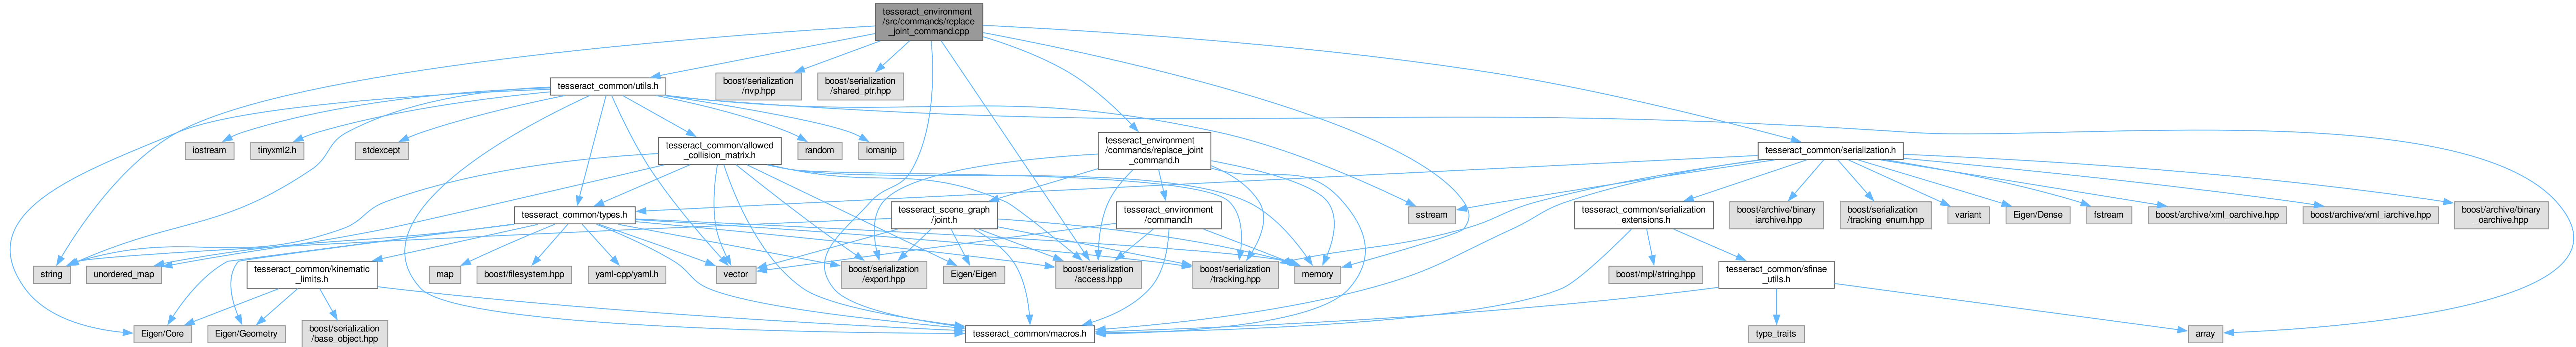 tesseract_environment
/src/commands/replace
_joint_command.cpp
tesseract_common/utils.h
boost/serialization
/nvp.hpp
boost/serialization
/shared_ptr.hpp
iostream
tinyxml2.h
stdexcept
tesseract_common/allowed
_collision_matrix.h
random
iomanip
tesseract_environment
/commands/replace_joint
_command.h
tesseract_common/serialization.h
tesseract_common/types.h
tesseract_scene_graph
/joint.h
tesseract_environment
/command.h
sstream
tesseract_common/serialization
_extensions.h
boost/archive/binary
_iarchive.hpp
boost/serialization
/tracking_enum.hpp
variant
Eigen/Dense
fstream
boost/archive/xml_oarchive.hpp
boost/archive/xml_iarchive.hpp
boost/archive/binary
_oarchive.hpp
string
unordered_map
tesseract_common/kinematic
_limits.h
map
boost/filesystem.hpp
yaml-cpp/yaml.h
vector
boost/serialization
/export.hpp
Eigen/Eigen
boost/serialization
/access.hpp
boost/serialization
/tracking.hpp
memory
boost/mpl/string.hpp
tesseract_common/sfinae
_utils.h
Eigen/Core
Eigen/Geometry
boost/serialization
/base_object.hpp
tesseract_common/macros.h
type_traits
array